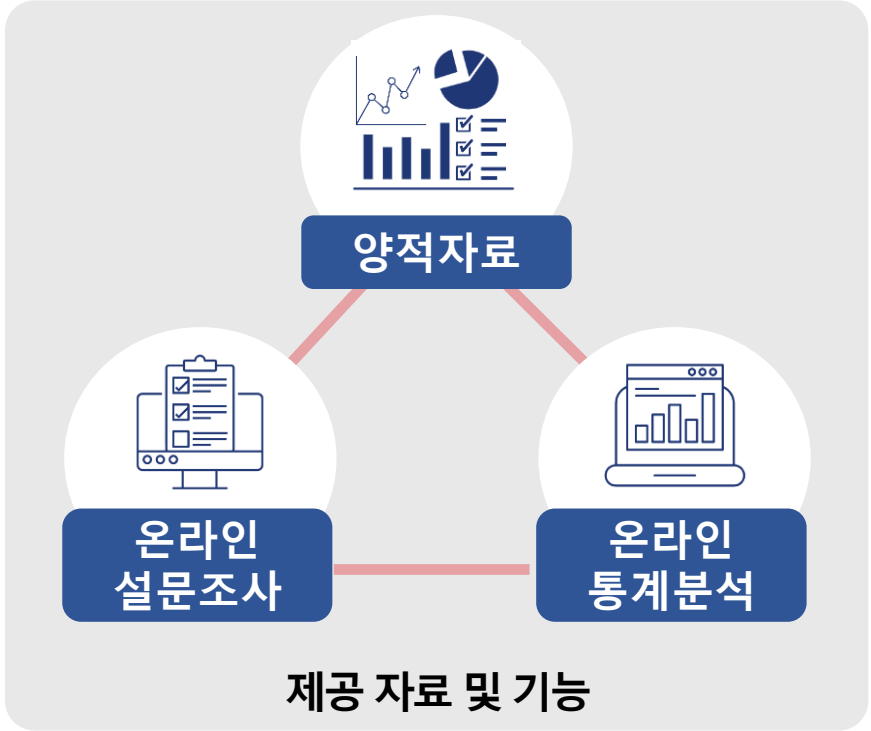 양적자료
온라인
설문조사
온라인
통계분석
제공 자료 및 기능